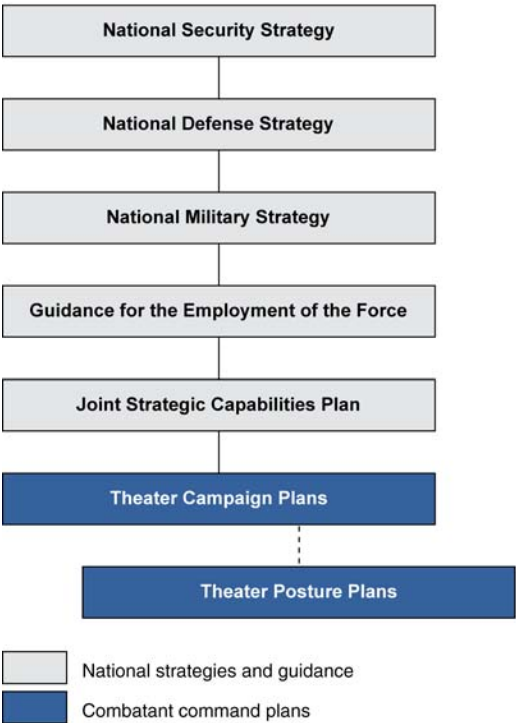 National Security Strategy
National Defense Strategy
National Military Strategy
Guidance for the Employment of the Force
Joint Strategic Capabilities Plan
Theater Campaign Plans
Theater Posture Plans
National strategies and guidance
Combatant command plans